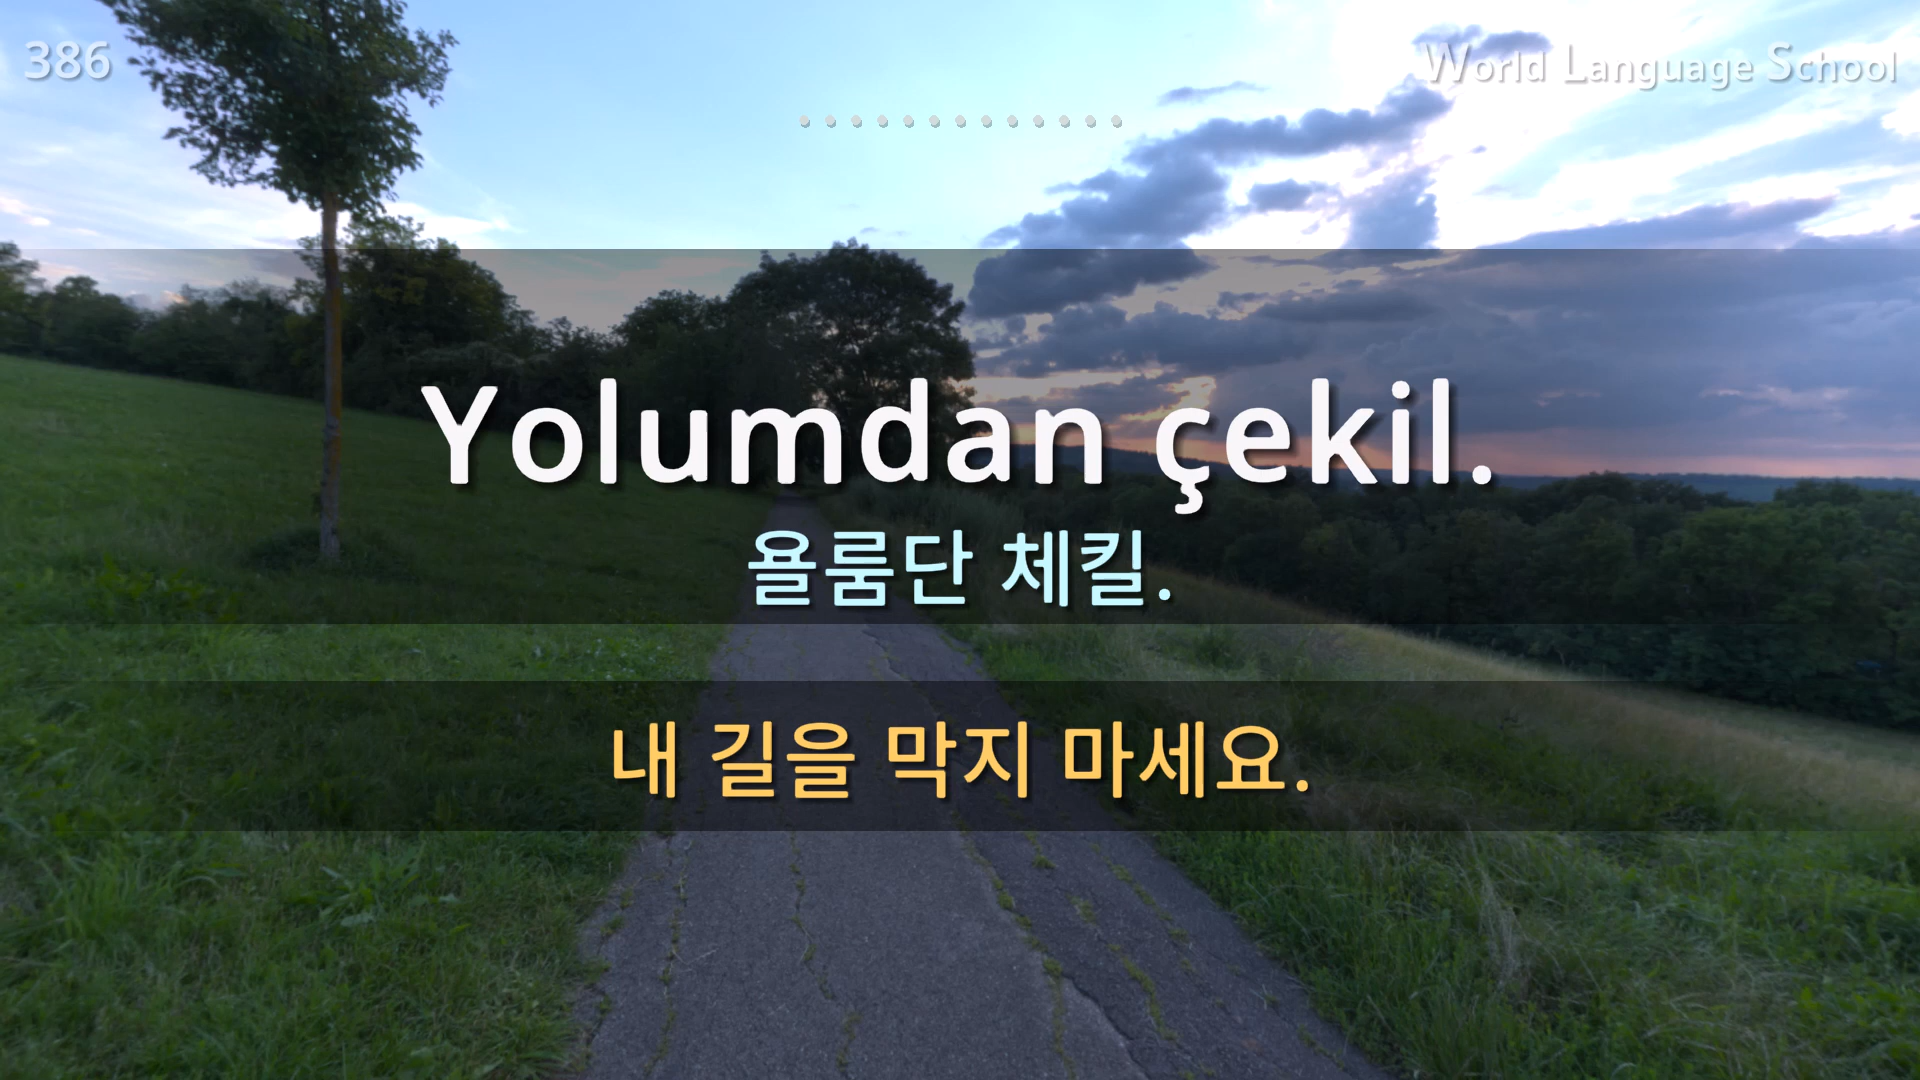 386
World Language School
.............
Yolumdan çekil.
욜룸단 체킬.
내 길을 막지 마세요.